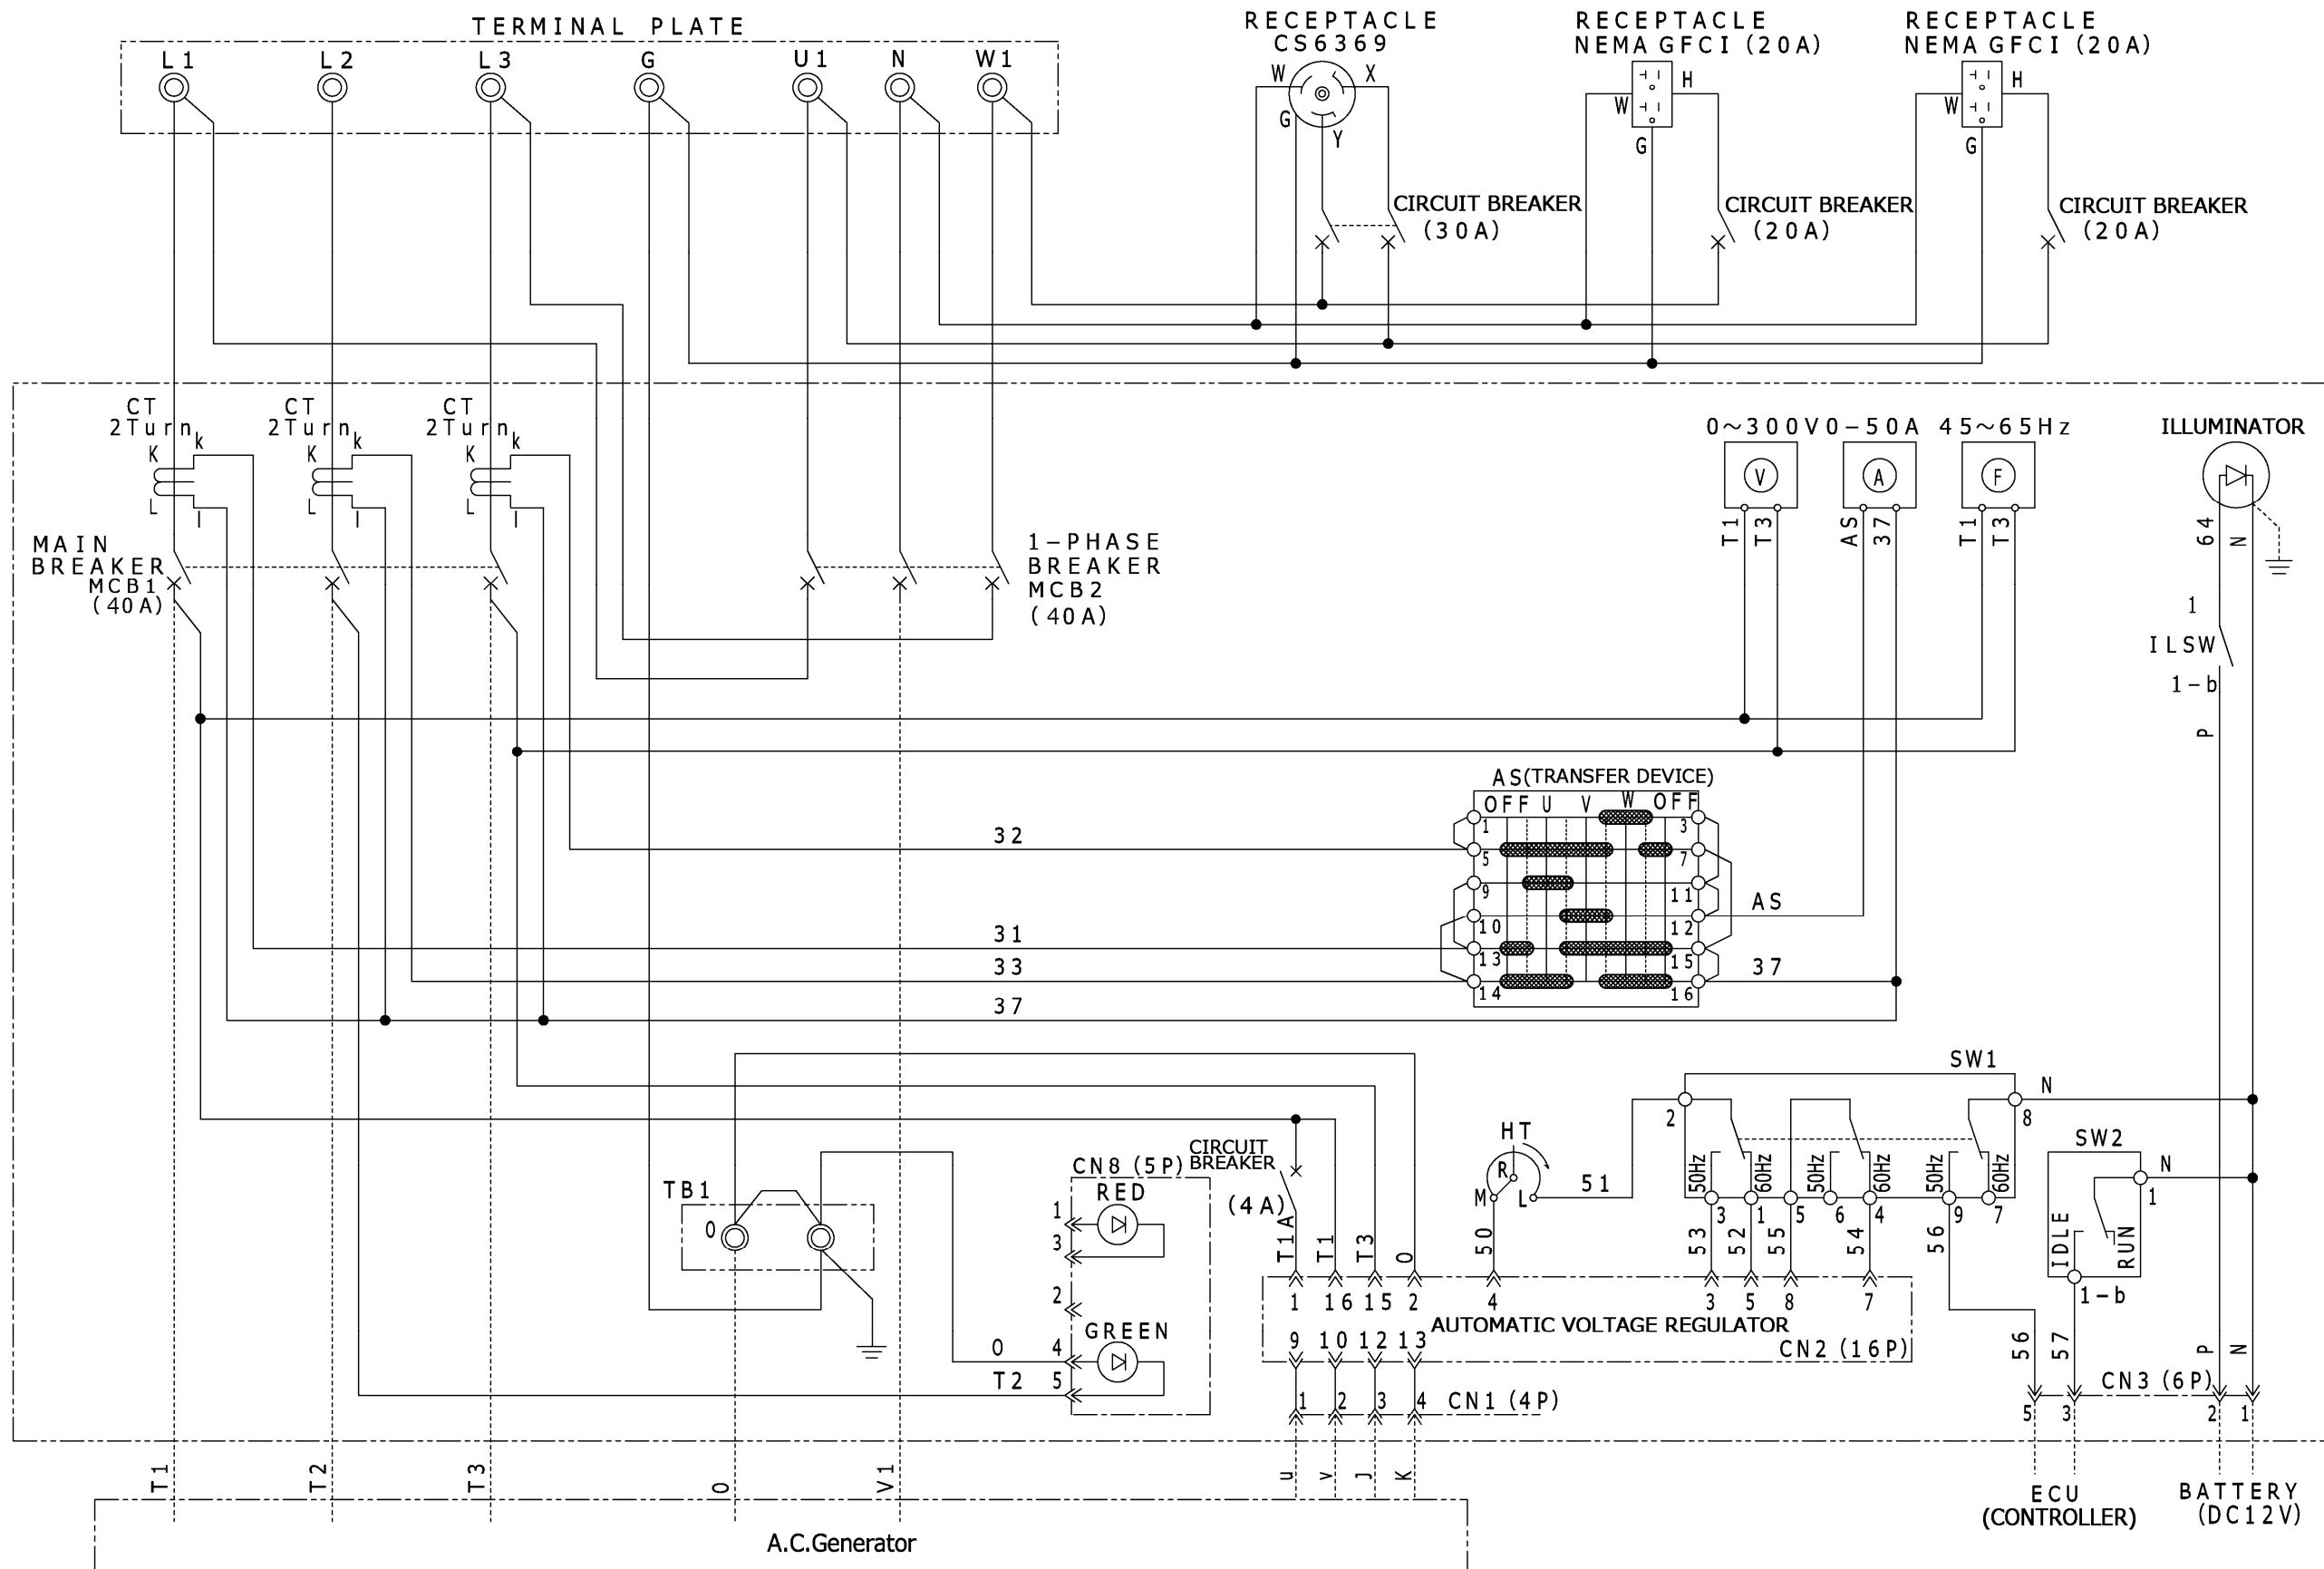 TERMINAL PLATE
L1
L2
L3
G
U1
N
W1
RECEPTACLE
CS6369
W
X
G
Y
CIRCUIT BREAKER
(30A)
RECEPTACLE
NEMA GFCI (20A)
H
W
G
CIRCUIT BREAKER
(20A)
RECEPTACLE
NEMA GFCI (20A)
H
W
G
CIRCUIT BREAKER
(20A)
CT
2Turn
K
k
L
l
CT
2Turn
K
k
L
l
CT
2Turn
K
k
L
l
MAIN
BREAKER
MCB1
(40A)
1-PHASE
BREAKER
MCB2
(40A)
0~300V
0-50A
45~65Hz
V
A
F
T1
T3
AS
37
T1
T3
ILLUMINATOR
64
N
1
ILSW
1-b
P
AS(TRANSFER DEVICE)
OFF
U
V
W
OFF
1
3
5
7
9
11
10
12
13
15
14
16
32
31
33
37
AS
37
SW1
2
N
8
50Hz
60Hz
50Hz
60Hz
50Hz
60Hz
3
1
5
6
4
9
7
53
52
55
54
56
SW2
N
1
IDLE
RUN
1-b
HT
R
M
L
51
50
TB1
O
CN8 (5P)
RED
1
3
2
GREEN
4
5
O
T2
CIRCUIT
BREAKER
(4A)
T1A
T1
T3
O
1
16
15
2
4
3
5
8
7
AUTOMATIC VOLTAGE REGULATOR
CN2 (16P)
9
10
12
13
1
2
3
4
CN1 (4P)
56
57
P
N
CN3 (6P)
5
3
2
1
T1
T2
T3
O
V1
u
v
J
K
ECU
(CONTROLLER)
BATTERY
(DC12V)
A.C.Generator